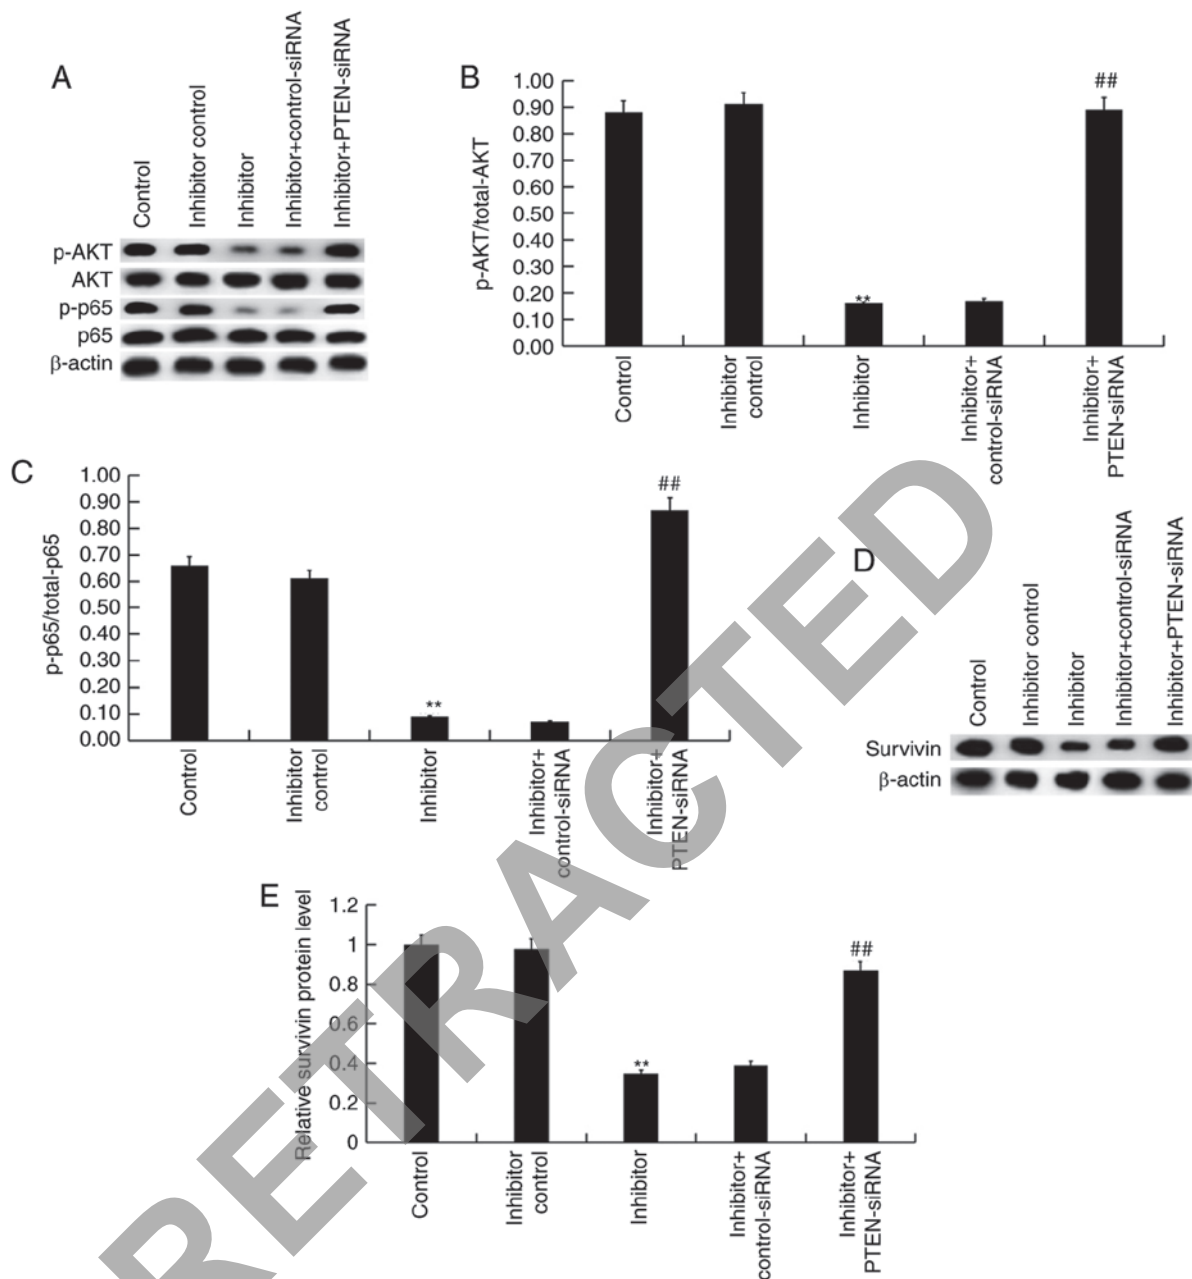 A
Control
Inhibitor control
Inhibitor
Inhibitor+control-siRNA
Inhibitor+PTEN-siRNA
p-AKT
AKT
p-p65
p65
β-actin
B
p-AKT/total-AKT
1.00
0.90
0.80
0.70
0.60
0.50
0.40
0.30
0.20
0.10
0.00
**
##
Control
Inhibitor
control
Inhibitor
Inhibitor+
control-siRNA
Inhibitor+
PTEN-siRNA
C
p-p65/total-p65
1.00
0.90
0.80
0.70
0.60
0.50
0.40
0.30
0.20
0.10
0.00
**
##
Control
Inhibitor
control
Inhibitor
Inhibitor+
control-siRNA
Inhibitor+
PTEN-siRNA
D
Control
Inhibitor control
Inhibitor
Inhibitor+control-siRNA
Inhibitor+PTEN-siRNA
Survivin
β-actin
E
Relative survivin protein level
1.2
1
0.8
0.6
0.4
0.2
0
**
##
Control
Inhibitor
control
Inhibitor
Inhibitor+
control-siRNA
Inhibitor+
PTEN-siRNA
RETRACTED